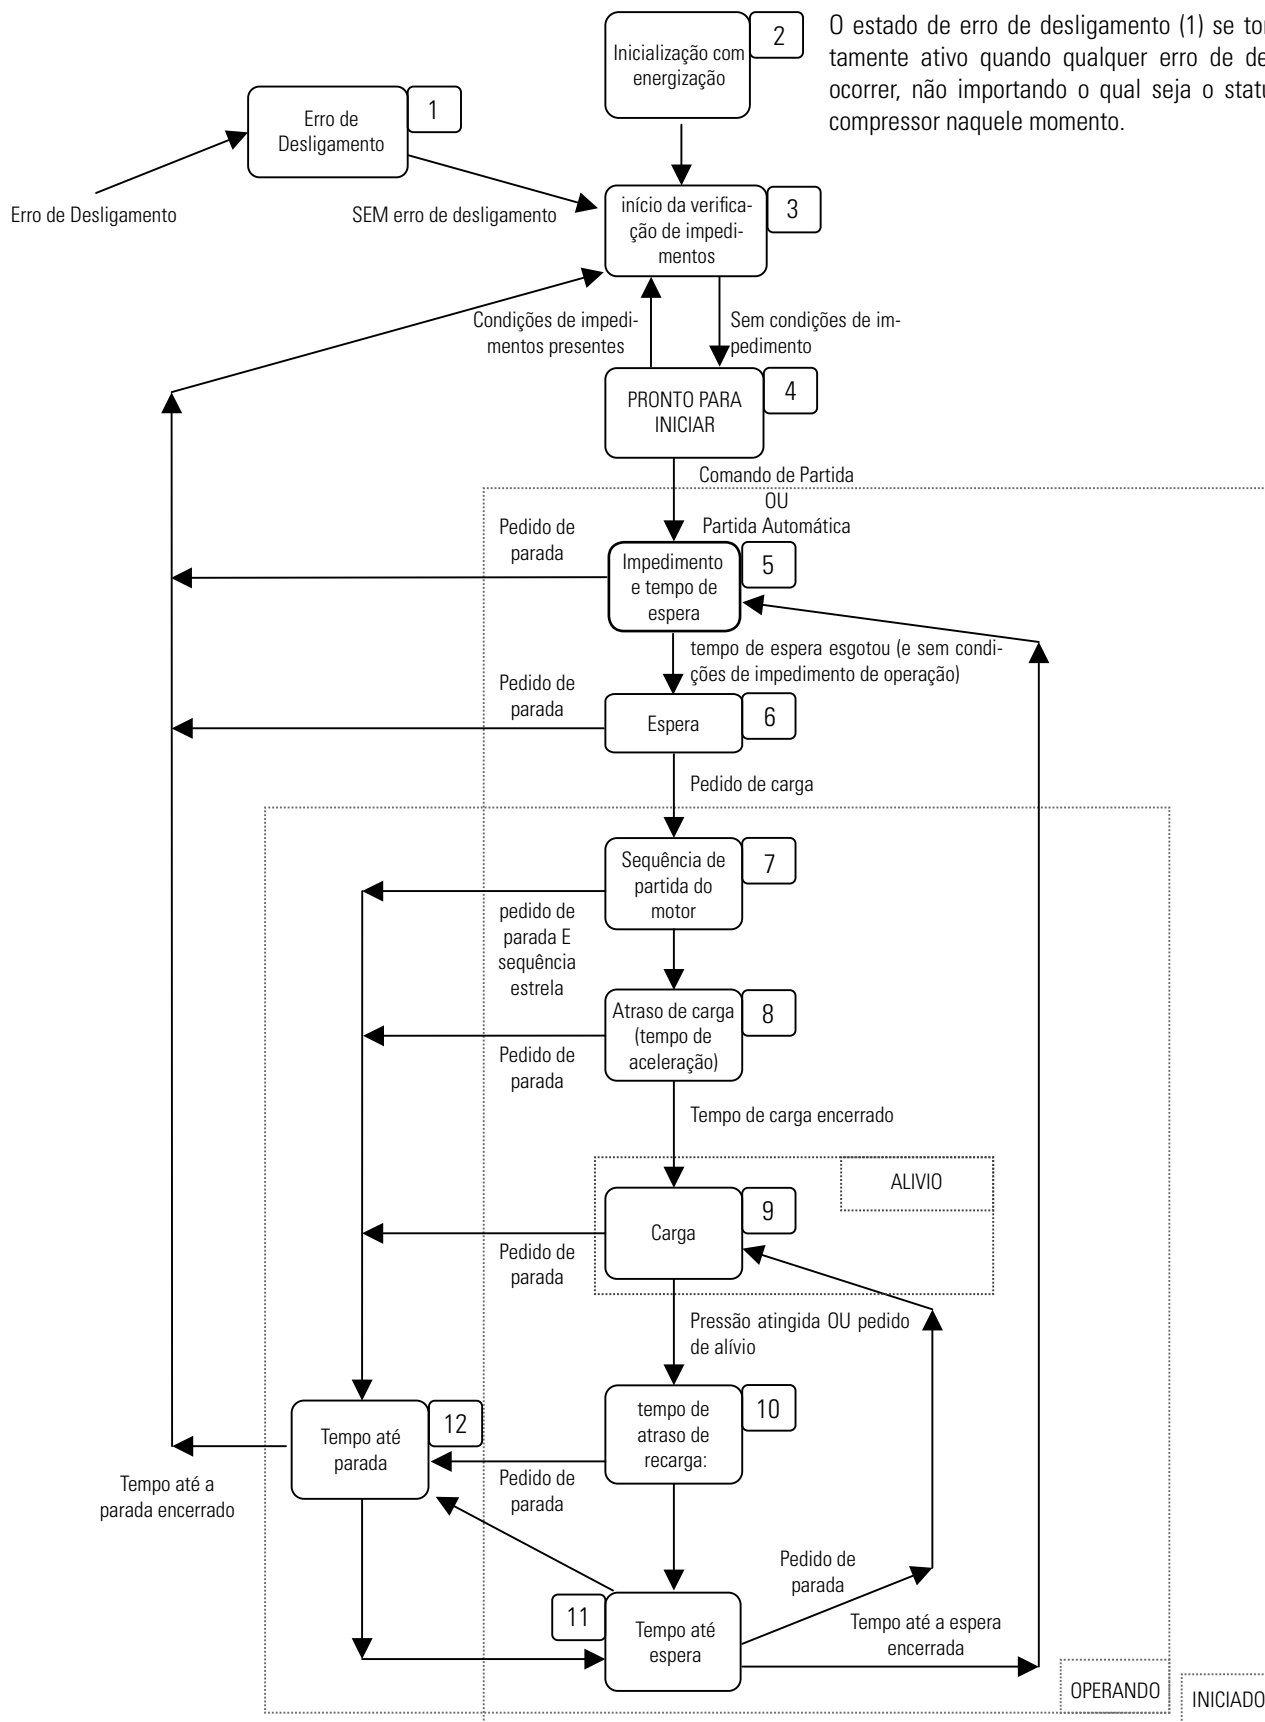 Inicialização com
energização
2
O estado de erro de desligamento (1) se
tamente ativo quando qualquer erro de
ocorrer, não importando o qual seja o
compressor naquele momento.
Erro de
Desligamento
1
Erro de Desligamento
SEM erro de desligamento
início da verifica-
ção de impedi-
mentos
3
Condições de impedi-
mentos presentes
Sem condições de im-
pedimento
PRONTO PARA
INICIAR
4
Comando de Partida
OU
Partida Automática
Pedido de
parada
Impedimento
e tempo de
espera
5
tempo de espera esgotou (e sem condi-
ções de impedimento de operação)
Pedido de
parada
Espera
6
Pedido de carga
Sequência de
partida do
motor
7
pedido de
parada E
sequência
estrela
Atraso de carga
(tempo de
aceleração)
8
Pedido de
parada
Tempo de carga encerrado
ALIVIO
Carga
9
Pedido de
parada
Pressão atingida OU pedido
de alívio
tempo de
atraso de
recarga:
10
Tempo até
parada
12
Pedido de
parada
Tempo até a
parada encerrado
Pedido de
parada
11
Tempo até
espera
Tempo até a espera
encerrada
OPERANDO
INICIADO